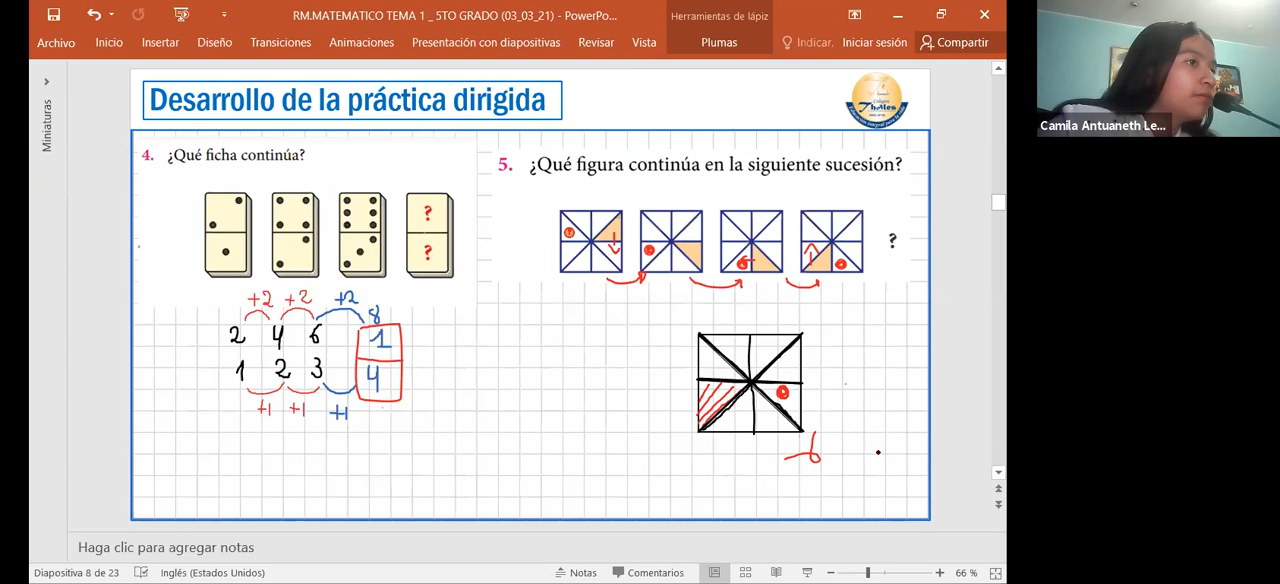 RM.MATEMATICO TEMA 1 _ 5TO GRADO (03_03_21) - PowerPo...
Herramientas de lápiz
Archivo Inicio Insertar Diseño Transiciones Animaciones Presentación con diapositivas Revisar Vista Plumas Indicar. Iniciar sesión Compartir
Miniaturas
Desarrollo de la práctica dirigida
Colegio
Thales
4. ¿Qué ficha continúa?
?
?
5. ¿Qué figura continúa en la siguiente sucesión?
?
+2 +2 +2
8
2 4 6 1
1 2 3 4
+1 +1 +1
Haga clic para agregar notas
Diapositiva 8 de 23 Inglés (Estados Unidos) Notas Comentarios 66 %
Camila Antuaneth Le...